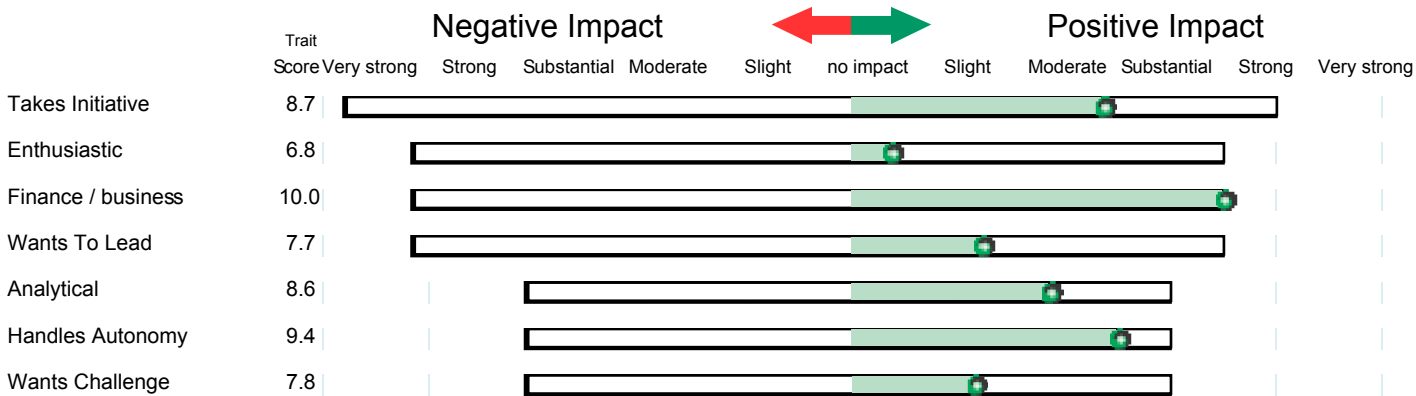 Negative Impact Positive Impact
Trait
Score Very strong Strong Substantial Moderate Slight no impact Slight Moderate Substantial Strong Very strong
Takes Initiative 8.7
Enthusiastic 6.8
Finance / business 10.0
Wants To Lead 7.7
Analytical 8.6
Handles Autonomy 9.4
Wants Challenge 7.8